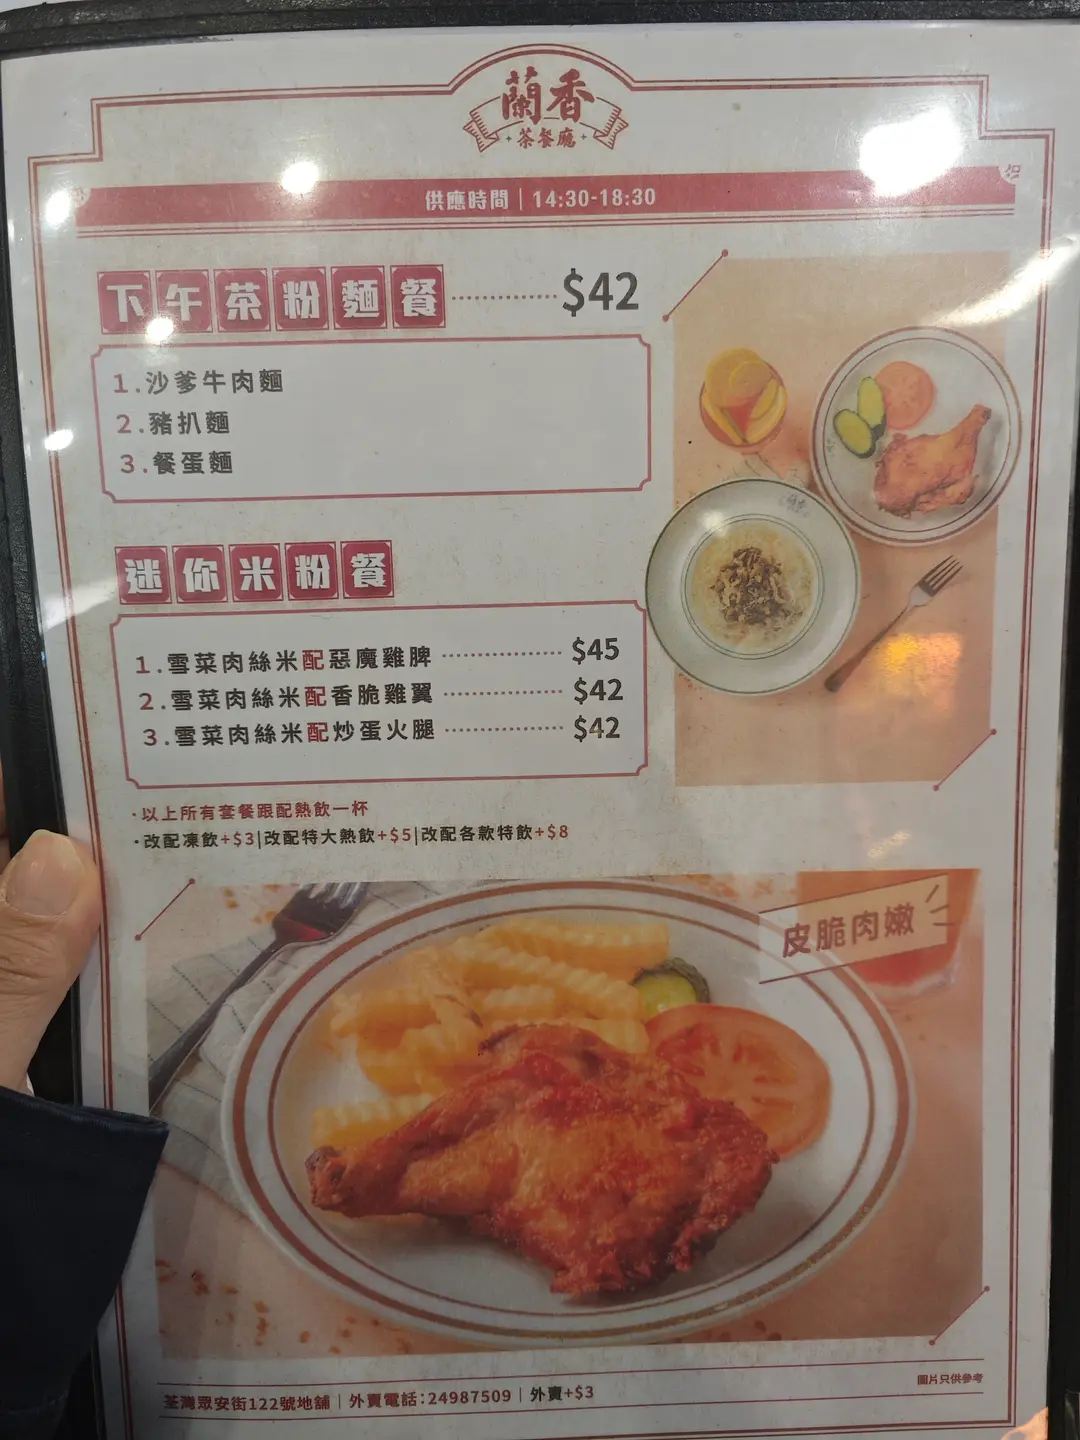 蘭香
茶餐廳
供應時間 | 14:30-18:30
下午茶粉麵餐 $42
1.沙爹牛肉麵
2.豬扒麵
3.餐蛋麵
迷你米粉餐
1.雪菜肉絲米配惡魔雞脾 $45
2.雪菜肉絲米配香脆雞翼 $42
3.雪菜肉絲米配炒蛋火腿 $42
·以上所有套餐跟配熱飲一杯
·改配凍飲+$3|改配特大熱飲+$5|改配各款特飲+$8
皮脆肉嫩
圖片只供參考
荃灣眾安街122號地舖 | 外賣電話:24987509 | 外賣+$3